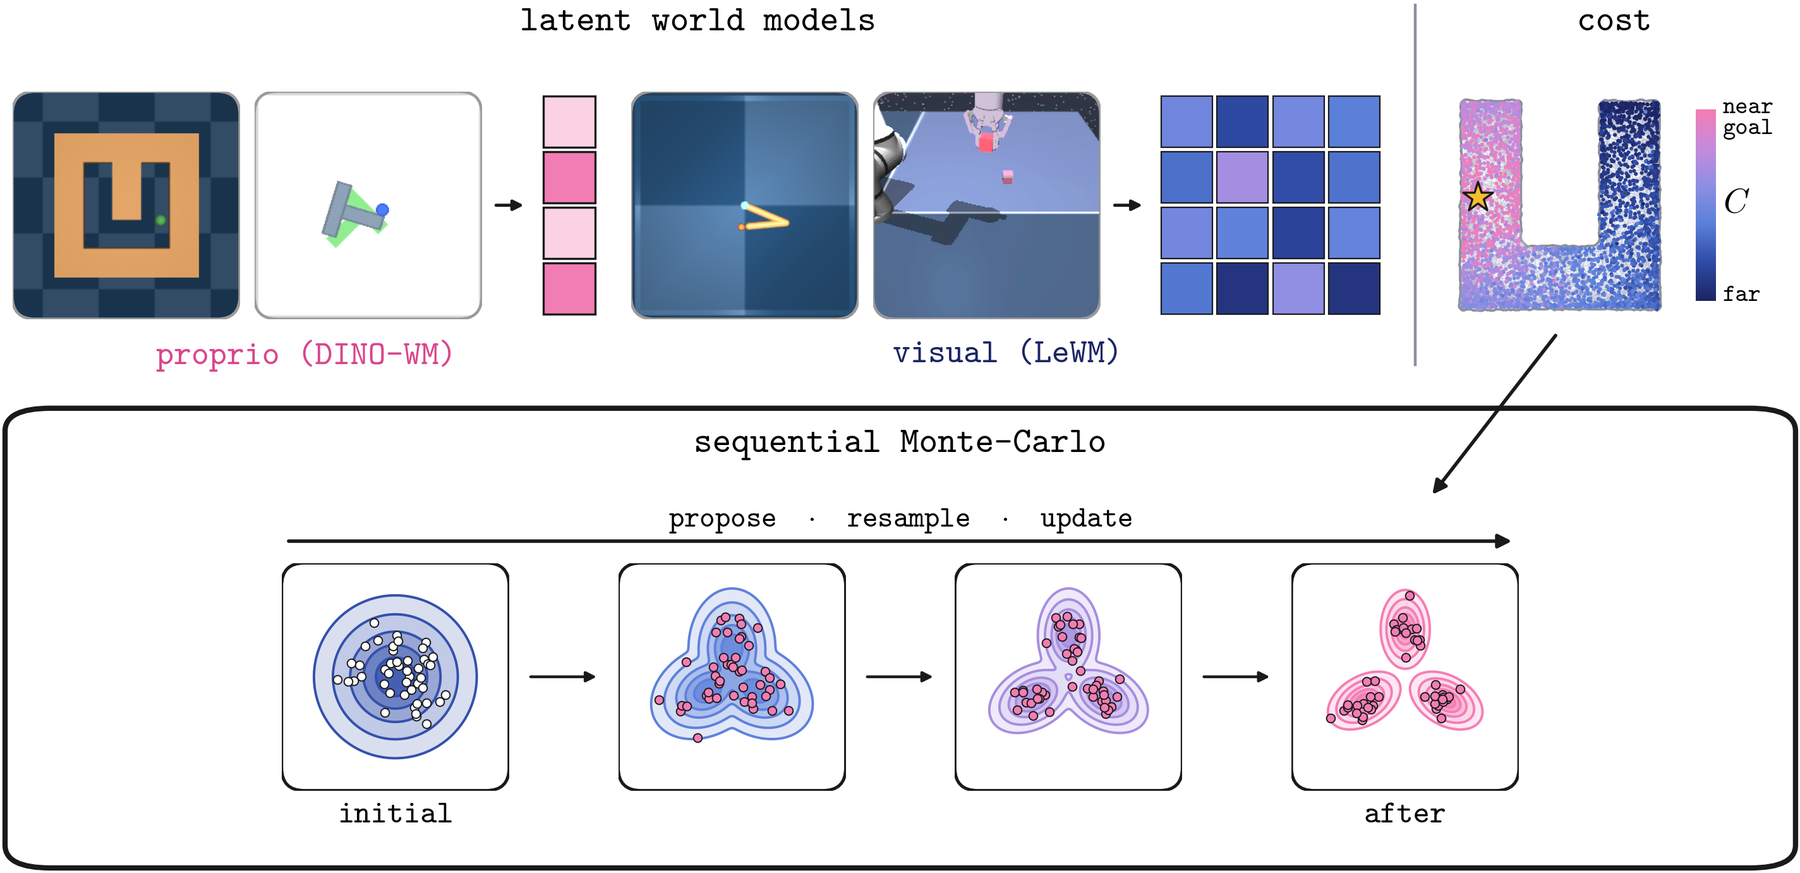 latent world models
cost
near
goal
C
far
proprio (DINO-WM)
visual (LeWM)
sequential Monte-Carlo
propose · resample · update
initial
after